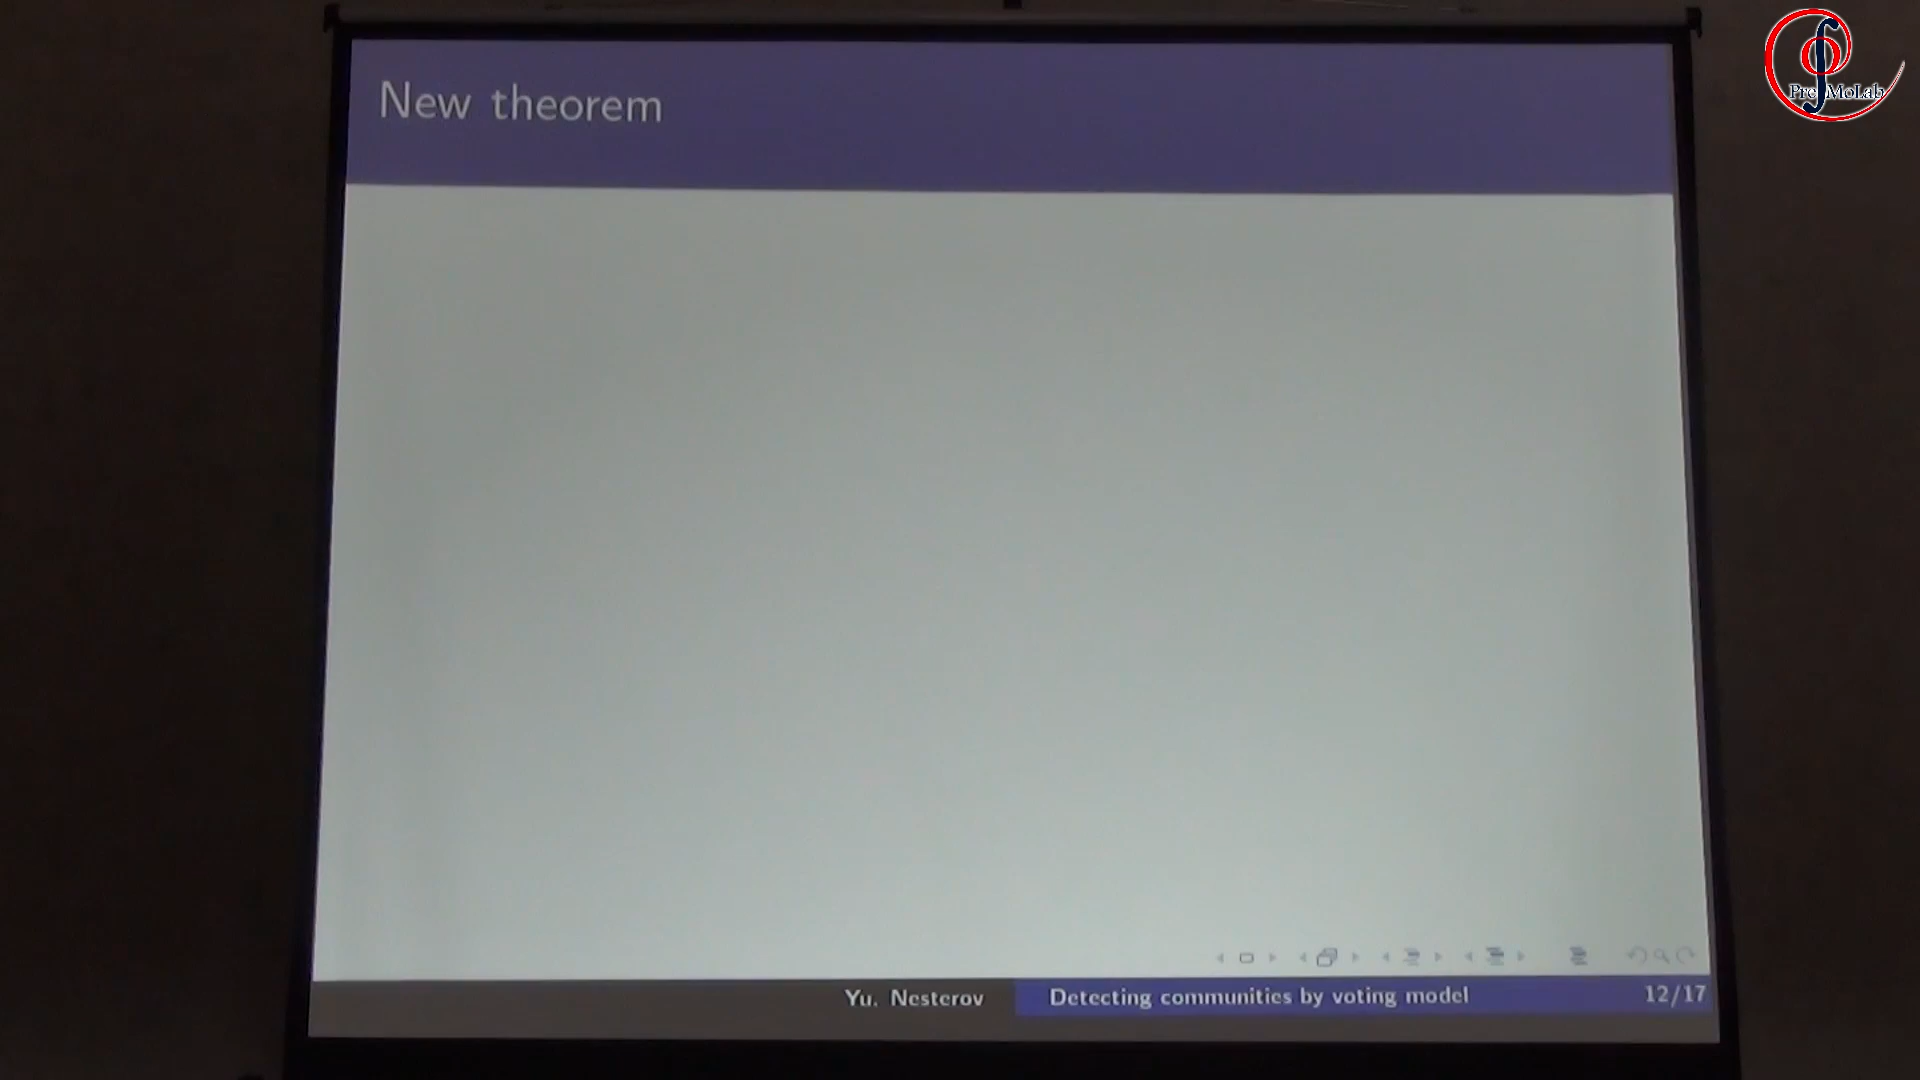 New theorem
PreMoLab
Yu. Nesterov
Detecting communities by voting model
12/17